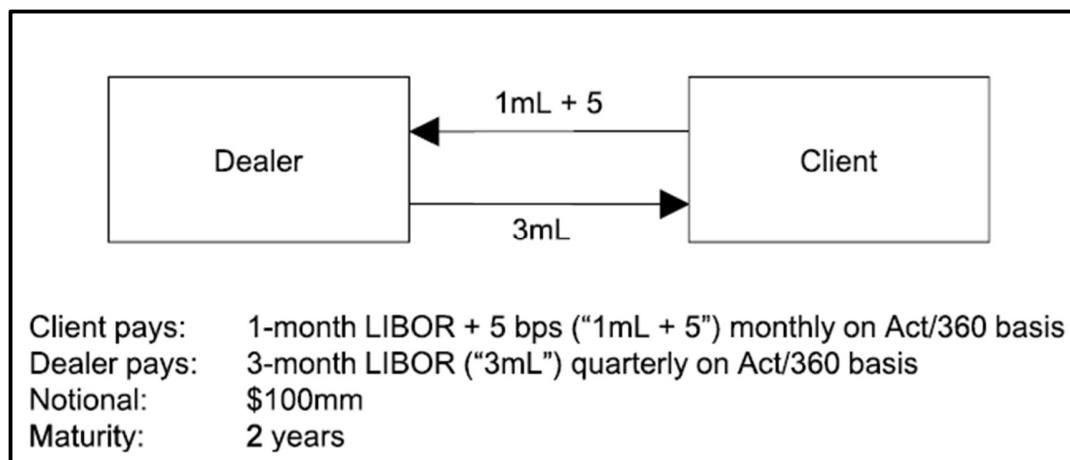 1mL + 5
Dealer
Client
3mL
Client pays: 1-month LIBOR + 5 bps (“1mL + 5”) monthly on Act/360 basis
Dealer pays: 3-month LIBOR (“3mL”) quarterly on Act/360 basis
Notional: $100mm
Maturity: 2 years